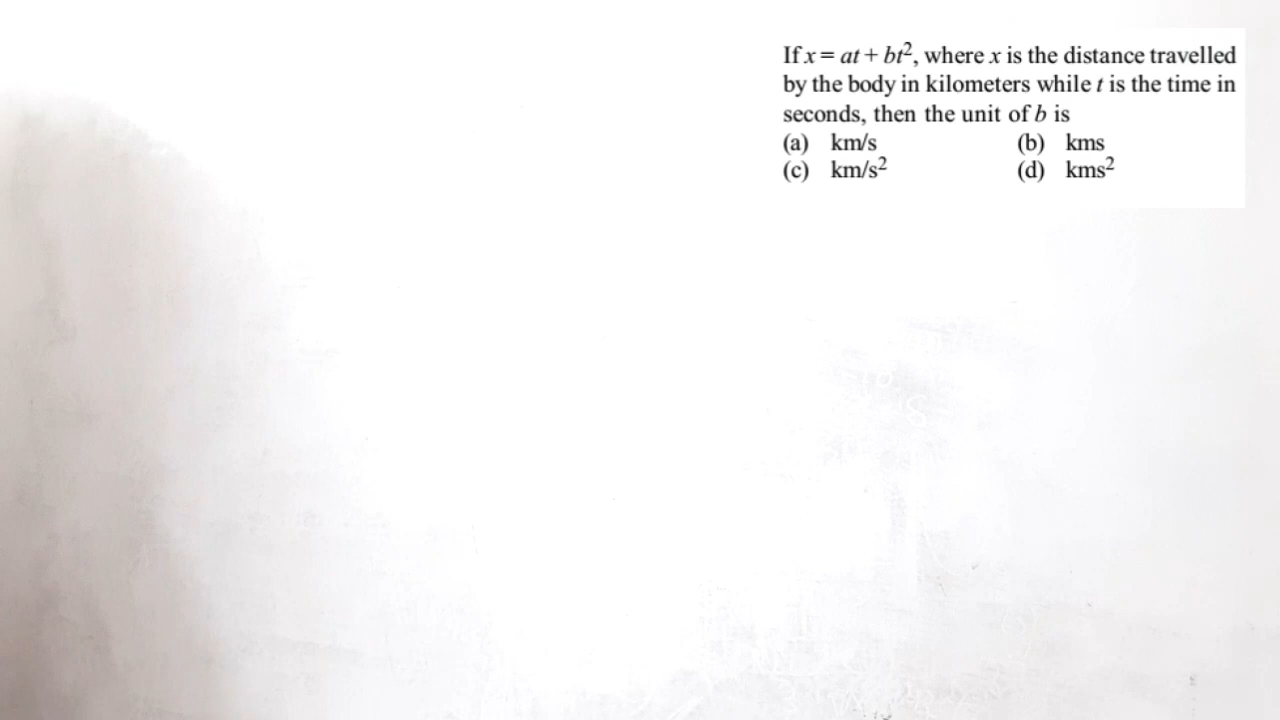 If x = at + bt², where x is the distance travelled
by the body in kilometers while t is the time in
seconds, then the unit of b is
(a) km/s (b) kms
(c) km/s² (d) kms²